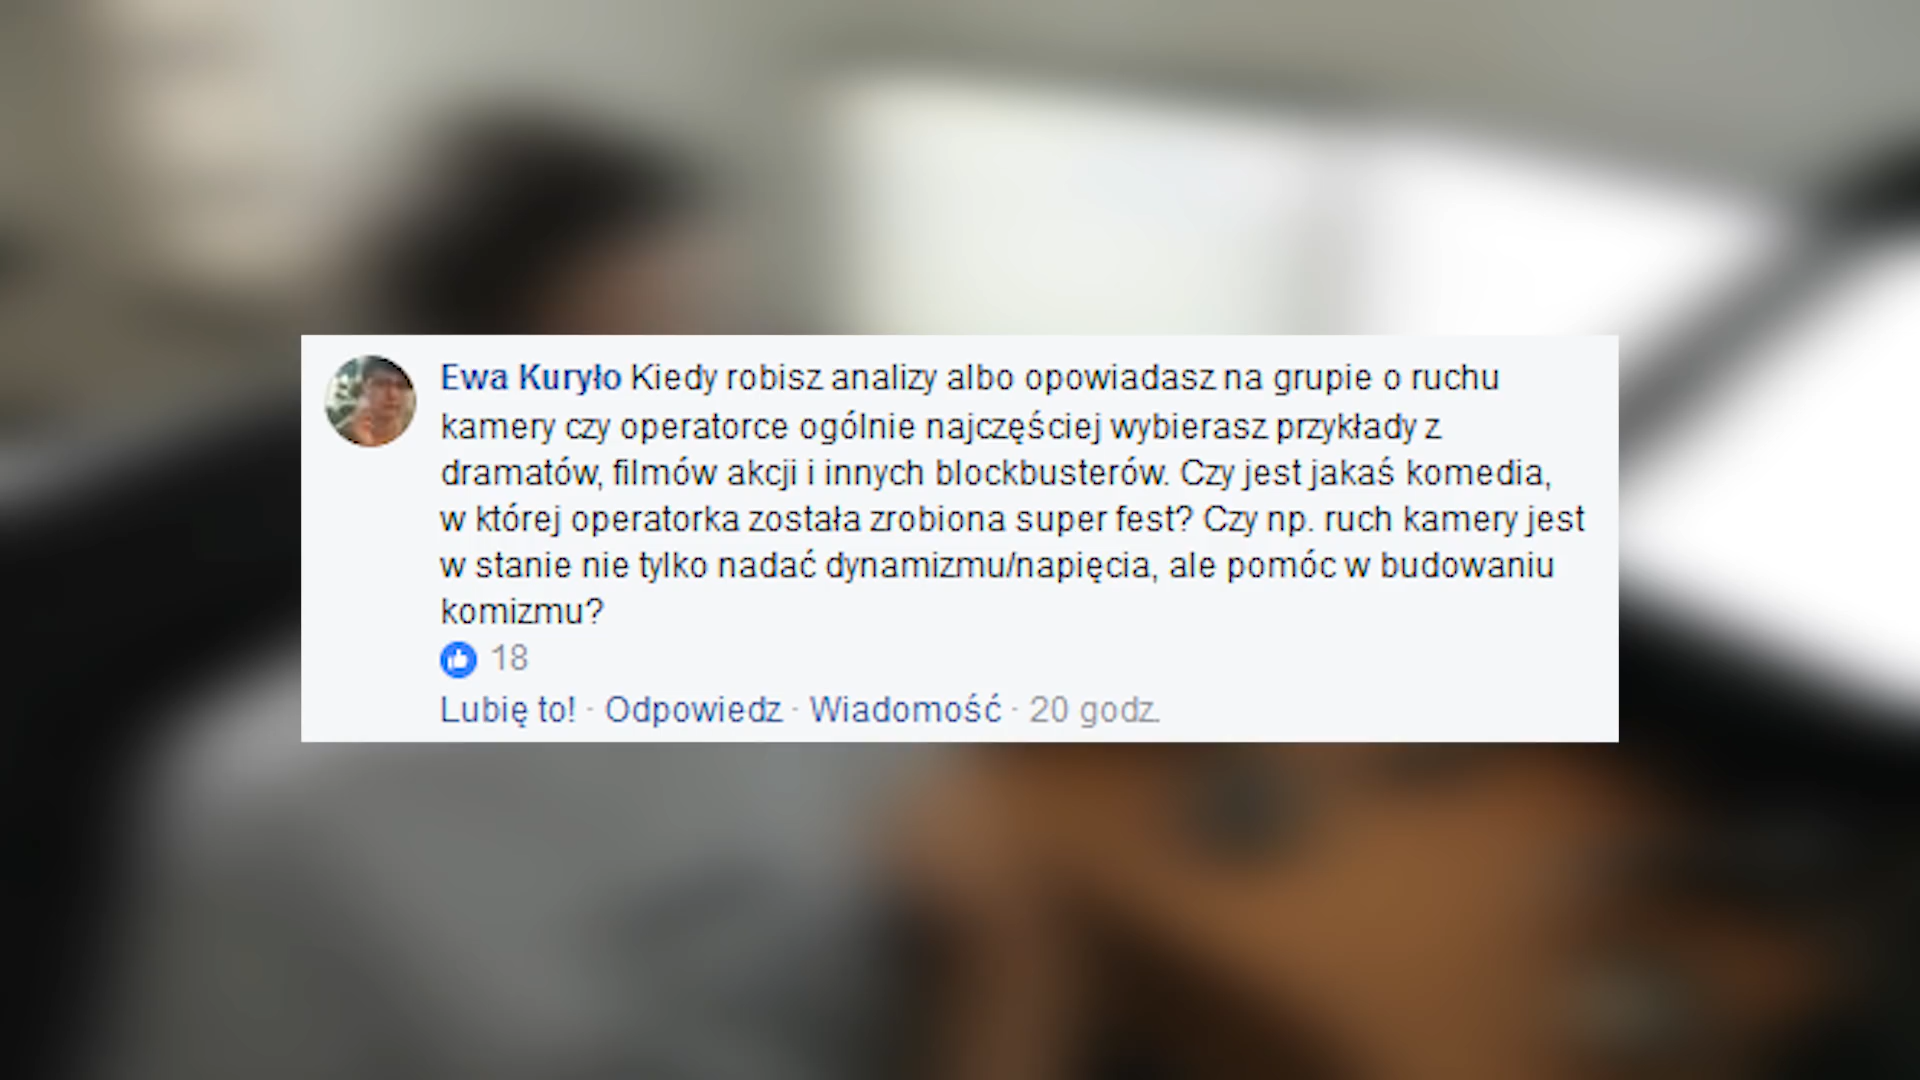 Ewa Kuryło Kiedy robisz analizy albo opowiadasz na grupie o ruchu
kamery czy operatorce ogólnie najczęściej wybierasz przykłady z
dramatów, filmów akcji i innych blockbusterów. Czy jest jakaś komedia,
w której operatorka została zrobiona super fest? Czy np. ruch kamery jest
w stanie nie tylko nadać dynamizmu/napięcia, ale pomóc w budowaniu
komizmu?
18
Lubię to! · Odpowiedz · Wiadomość · 20 godz.